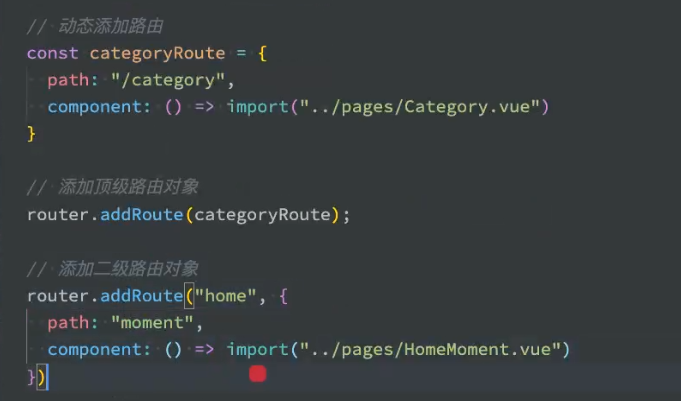 // 动态添加路由
const categoryRoute = {
path: "/category",
component: () => import("../pages/Category.vue")
}
// 添加顶级路由对象
router.addRoute(categoryRoute);
// 添加二级路由对象
router.addRoute("home", {
path: "moment",
component: () => import("../pages/HomeMoment.vue")
})